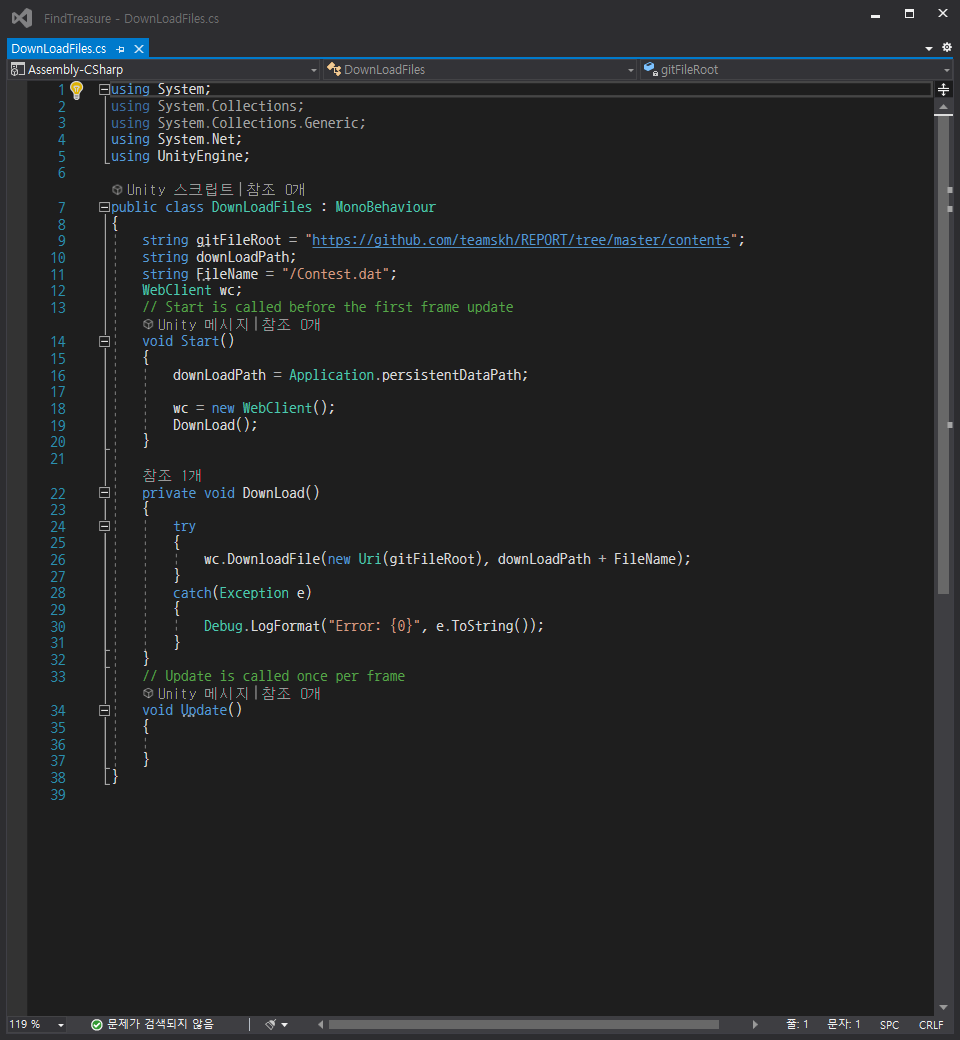 FindTreasure - DownLoadFiles.cs
DownLoadFiles.cs
Assembly-CSharp DownLoadFiles gitFileRoot
1 using System;
2 using System.Collections;
3 using System.Collections.Generic;
4 using System.Net;
5 using UnityEngine;
6
Unity 스크립트|참조 0개
7 public class DownLoadFiles : MonoBehaviour
8 {
9 string gitFileRoot = "https://github.com/teamskh/REPORT/tree/master/contents";
10 string downLoadPath;
11 string FileName = "/Contest.dat";
12 WebClient wc;
13 // Start is called before the first frame update
Unity 메시지|참조 0개
14 void Start()
15 {
16 downLoadPath = Application.persistentDataPath;
17
18 wc = new WebClient();
19 DownLoad();
20 }
21
참조 1개
22 private void DownLoad()
23 {
24 try
25 {
26 wc.DownloadFile(new Uri(gitFileRoot), downLoadPath + FileName);
27 }
28 catch(Exception e)
29 {
30 Debug.LogFormat("Error: {0}", e.ToString());
31 }
32 }
33 // Update is called once per frame
Unity 메시지|참조 0개
34 void Update()
35 {
36
37 }
38 }
39
119 % 문제가 검색되지 않음 줄: 1 문자: 1 SPC CRLF